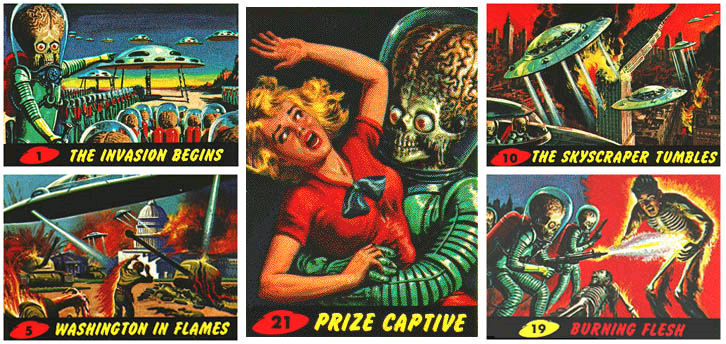 1 THE INVASION BEGINS
5 WASHINGTON IN FLAMES
21 PRIZE CAPTIVE
10 THE SKYSCRAPER TUMBLES
19 BURNING FLESH